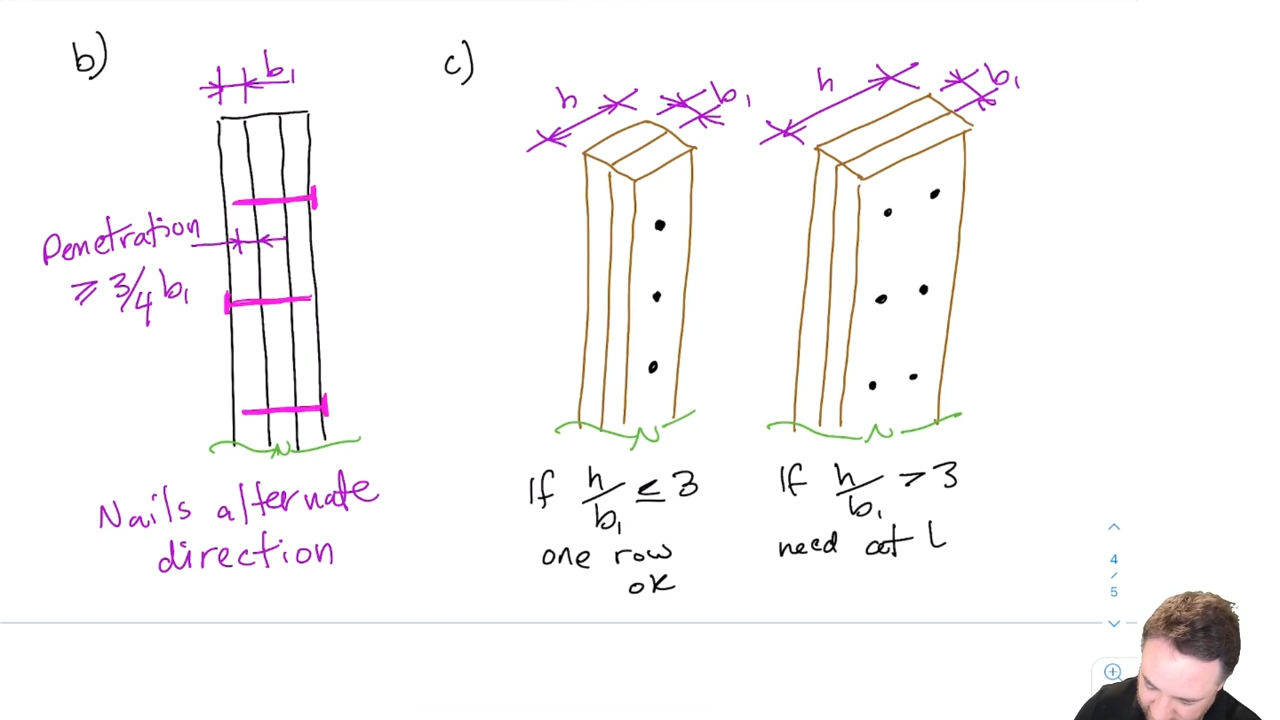 b)
b₁
Penetration
≥ 3/4 b₁
Nails alternate
direction
c)
h
b₁
N
If h/b₁ ≤ 3
one row
ok
h
b₁
N
If h/b₁ > 3
need at L
N
4
/
5